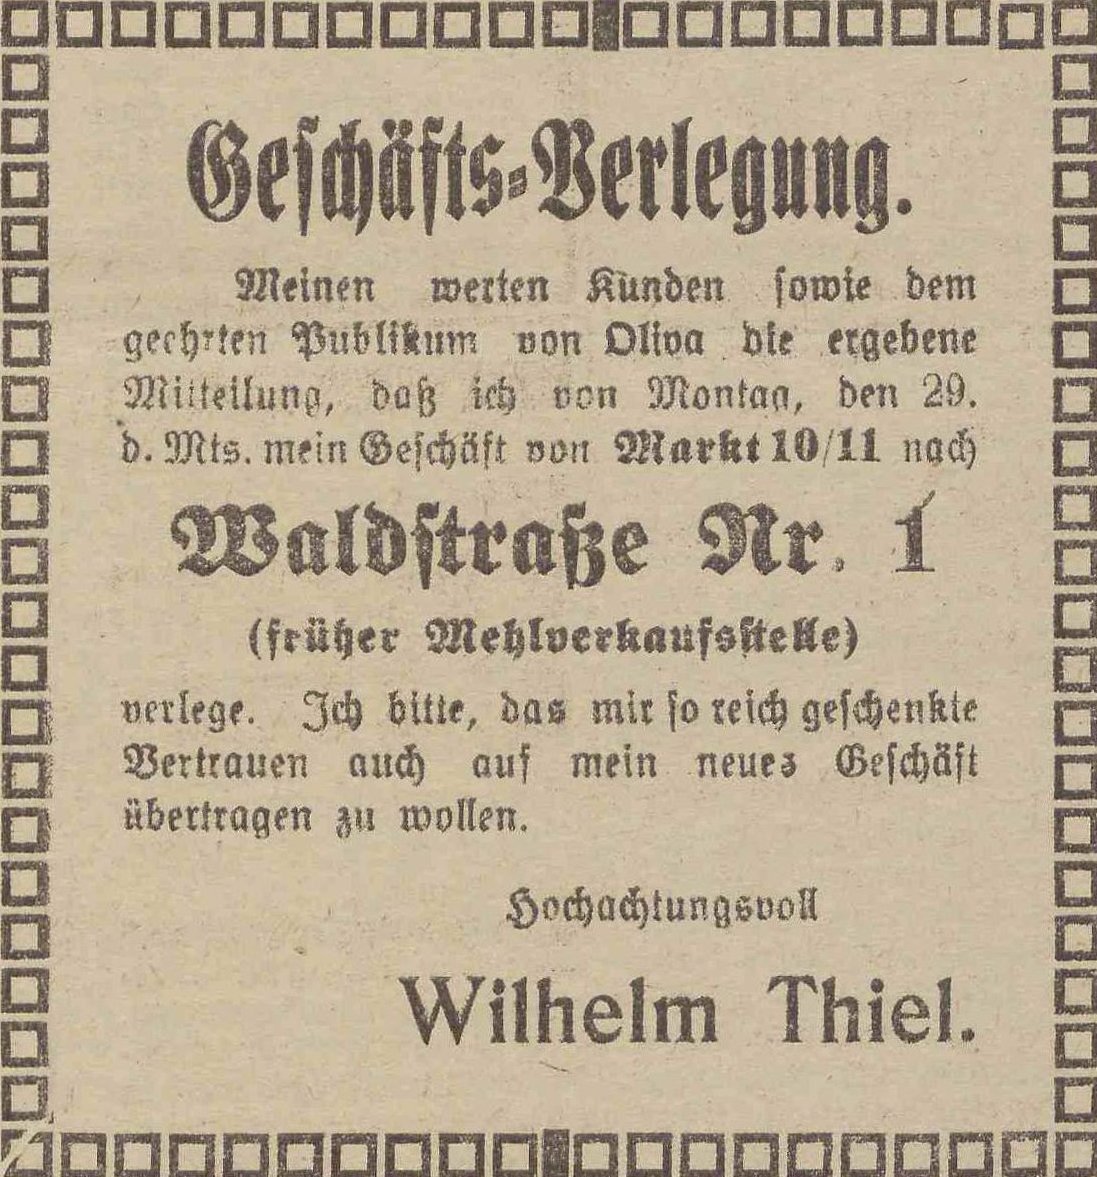 Geschäfts-Verlegung.
Meinen werten Kunden sowie dem
geehrten Publikum von Oliva die ergebene
Mitteilung, daß ich von Montag, den 29.
d. Mts. mein Geschäft von Markt 10/11 nach
Waldstraße Nr. 1
(früher Mehlverkaufsstelle)
verlege. Ich bitte, das mir so reich geschenkte
Vertrauen auch auf mein neues Geschäft
übertragen zu wollen.
Hochachtungsvoll
Wilhelm Thiel.